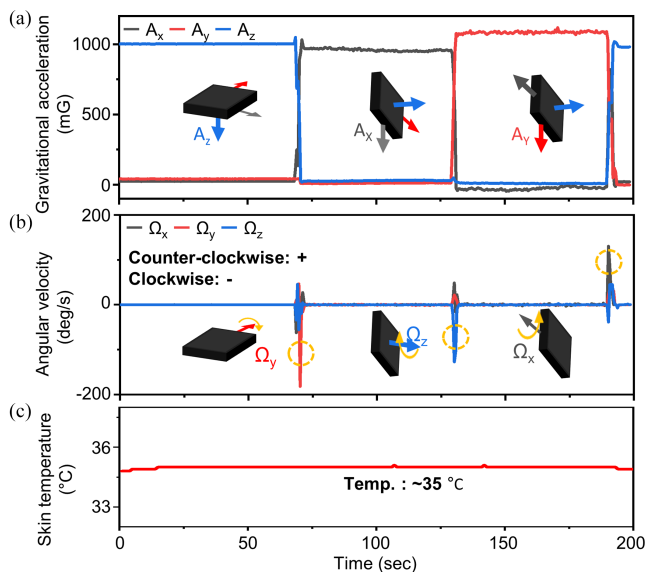 (a)
A_x A_y A_z
Gravitational acceleration
(mG)
1000
500
0
A_z
A_X
A_Y
(b)
Ω_x Ω_y Ω_z
Counter-clockwise: +
Clockwise: -
Angular velocity
(deg/s)
200
0
-200
Ω_y
Ω_z
Ω_x
(c)
Skin temperature
(°C)
36
33
Temp. : ~35 °C
0 50 100 150 200
Time (sec)